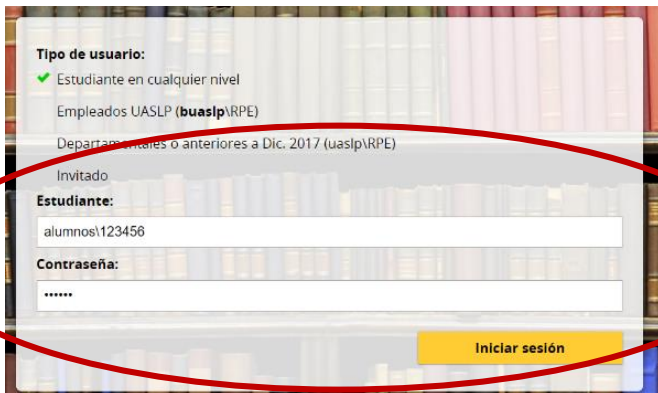 Tipo de usuario:
Estudiante en cualquier nivel
Empleados UASLP (buaslp\RPE)
Departamentales o anteriores a Dic. 2017 (uaslp\RPE)
Invitado
Estudiante:
alumnos\123456
Contraseña:
••••••
Iniciar sesión